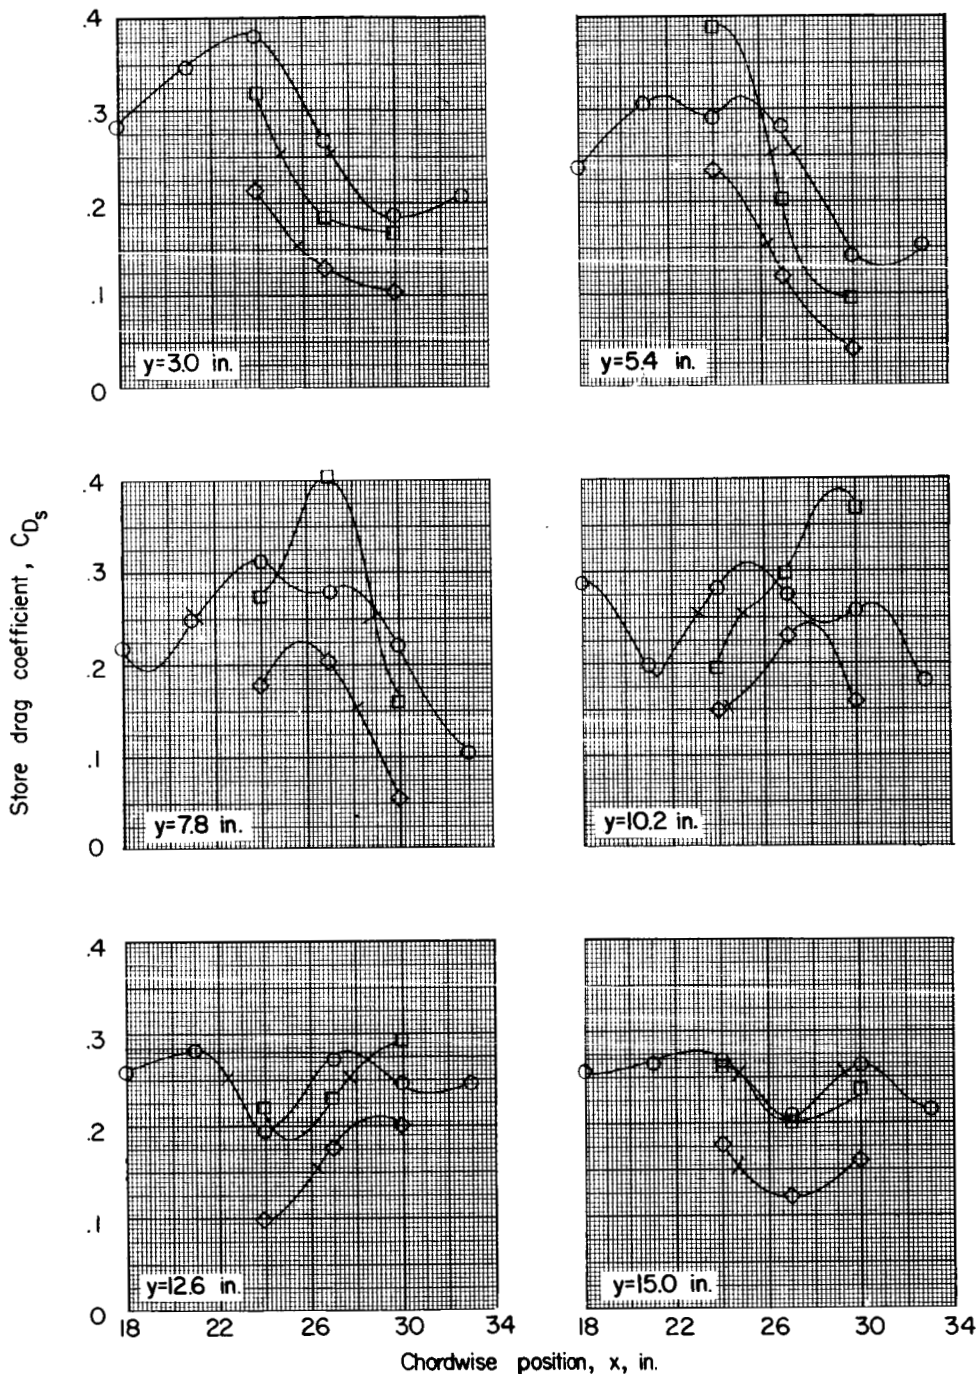 .4
.3
.2
.1
0
y=3.0 in.
y=5.4 in.
.4
.3
.2
.1
0
y=7.8 in.
y=10.2 in.
Store drag coefficient, C_Ds
.4
.3
.2
.1
0
y=12.6 in.
y=15.0 in.
18 22 26 30 34
18 22 26 30 34
Chordwise position, x, in.